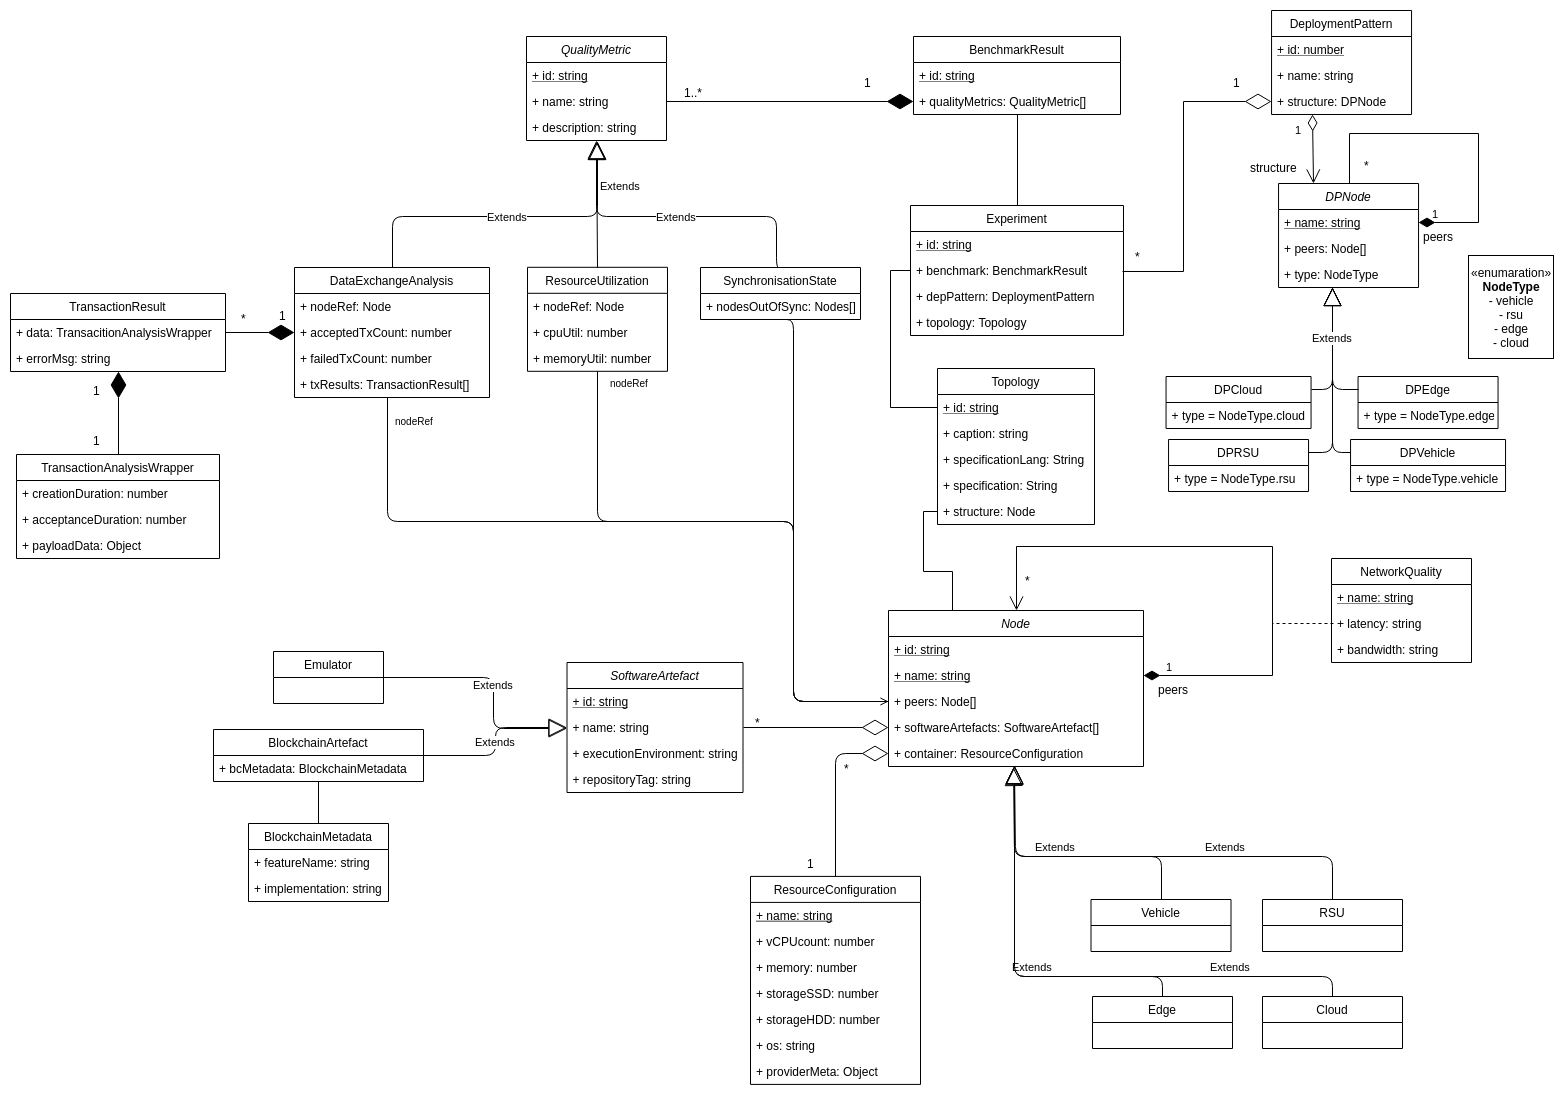 DeploymentPattern
+ id: number
+ name: string
+ structure: DPNode
QualityMetric
+ id: string
+ name: string
+ description: string
1..*
1
BenchmarkResult
+ id: string
+ qualityMetrics: QualityMetric[]
1
1
structure
*
DPNode
+ name: string
+ peers: Node[]
+ type: NodeType
1
peers
«enumaration»
NodeType
- vehicle
- rsu
- edge
- cloud
Extends
Extends
Extends
Experiment
+ id: string
+ benchmark: BenchmarkResult
+ depPattern: DeploymentPattern
+ topology: Topology
*
DataExchangeAnalysis
+ nodeRef: Node
+ acceptedTxCount: number
+ failedTxCount: number
+ txResults: TransactionResult[]
ResourceUtilization
+ nodeRef: Node
+ cpuUtil: number
+ memoryUtil: number
SynchronisationState
+ nodesOutOfSync: Nodes[]
TransactionResult
+ data: TransacitionAnalysisWrapper
+ errorMsg: string
*
1
1
1
nodeRef
nodeRef
TransactionAnalysisWrapper
+ creationDuration: number
+ acceptanceDuration: number
+ payloadData: Object
Extends
DPCloud
+ type = NodeType.cloud
DPEdge
+ type = NodeType.edge
DPRSU
+ type = NodeType.rsu
DPVehicle
+ type = NodeType.vehicle
Topology
+ id: string
+ caption: string
+ specificationLang: String
+ specification: String
+ structure: Node
*
NetworkQuality
+ name: string
+ latency: string
+ bandwidth: string
Node
+ id: string
+ name: string
+ peers: Node[]
+ softwareArtefacts: SoftwareArtefact[]
+ container: ResourceConfiguration
1
peers
Emulator
Extends
SoftwareArtefact
+ id: string
+ name: string
+ executionEnvironment: string
+ repositoryTag: string
*
*
BlockchainArtefact
+ bcMetadata: BlockchainMetadata
Extends
BlockchainMetadata
+ featureName: string
+ implementation: string
1
ResourceConfiguration
+ name: string
+ vCPUcount: number
+ memory: number
+ storageSSD: number
+ storageHDD: number
+ os: string
+ providerMeta: Object
Extends
Extends
Vehicle
RSU
Extends
Extends
Edge
Cloud